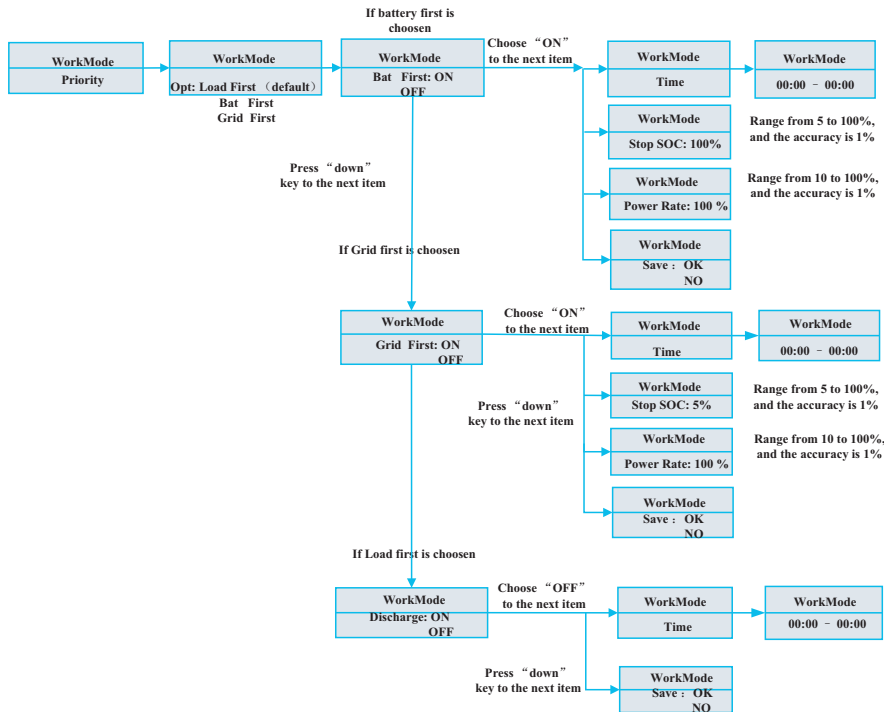 If battery first is
choosen
WorkMode
Priority
WorkMode
Opt: Load First （default）
Bat First
Grid First
WorkMode
Bat First: ON
OFF
Choose “ON”
to the next item
WorkMode
Time
WorkMode
00:00 - 00:00
WorkMode
Stop SOC: 100%
Range from 5 to 100%,
and the accuracy is 1%
Press “down”
key to the next item
WorkMode
Power Rate: 100 %
Range from 10 to 100%,
and the accuracy is 1%
WorkMode
Save : OK
NO
If Grid first is choosen
WorkMode
Grid First: ON
OFF
Choose “ON”
to the next item
WorkMode
Time
WorkMode
00:00 - 00:00
Press “down”
key to the next item
WorkMode
Stop SOC: 5%
Range from 5 to 100%,
and the accuracy is 1%
WorkMode
Power Rate: 100 %
Range from 10 to 100%,
and the accuracy is 1%
WorkMode
Save : OK
NO
If Load first is choosen
WorkMode
Discharge: ON
OFF
Choose “OFF”
to the next item
WorkMode
Time
WorkMode
00:00 - 00:00
Press “down”
key to the next item
WorkMode
Save : OK
NO